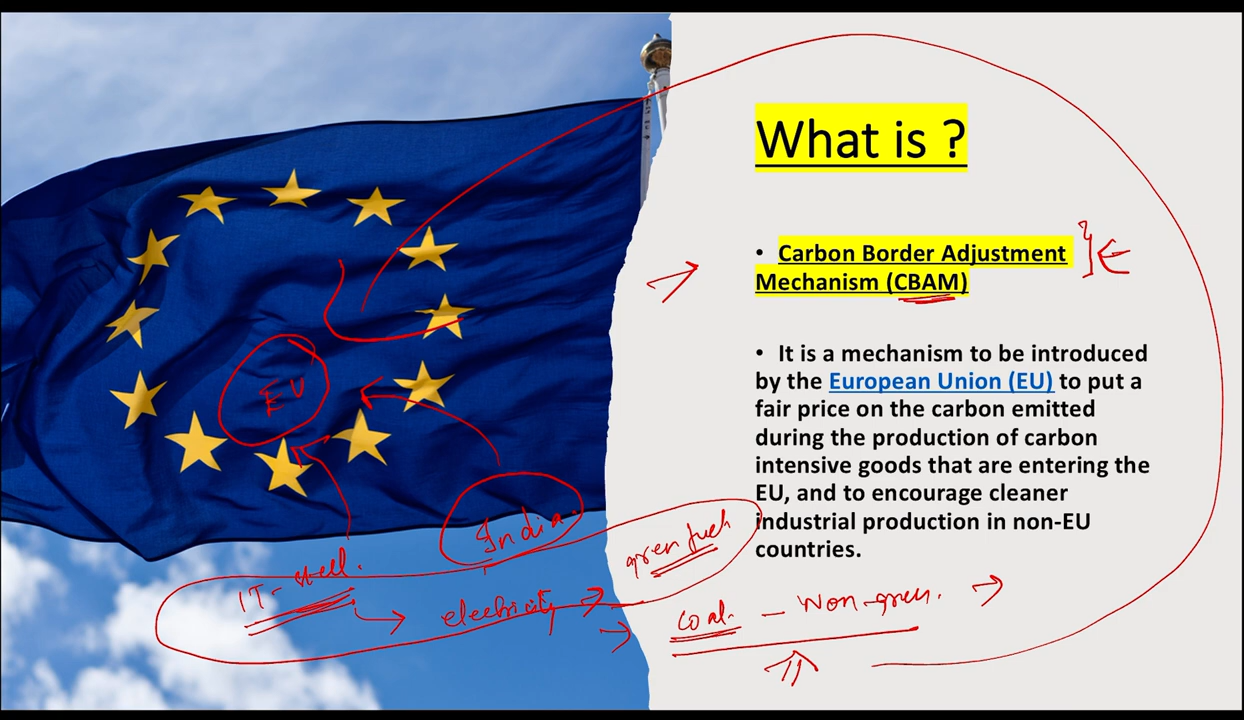 What is ?
• Carbon Border Adjustment
Mechanism (CBAM)
• It is a mechanism to be introduced
by the European Union (EU) to put a
fair price on the carbon emitted
during the production of carbon
intensive goods that are entering the
EU, and to encourage cleaner
industrial production in non-EU
countries.
EU
India.
green fuel
IT - steel.
electricity
coal. - Non-green.